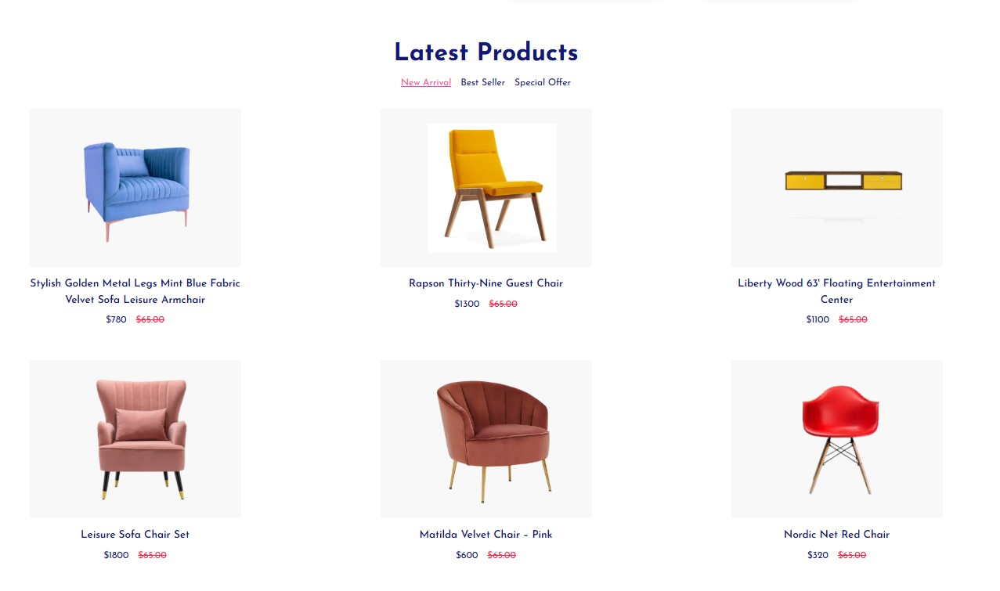 Latest Products
New Arrival Best Seller Special Offer
Stylish Golden Metal Legs Mint Blue Fabric
Velvet Sofa Leisure Armchair
$780 $65.00
Rapson Thirty-Nine Guest Chair
$1300 $65.00
Liberty Wood 63' Floating Entertainment
Center
$1100 $65.00
Leisure Sofa Chair Set
$1800 $65.00
Matilda Velvet Chair – Pink
$600 $65.00
Nordic Net Red Chair
$320 $65.00